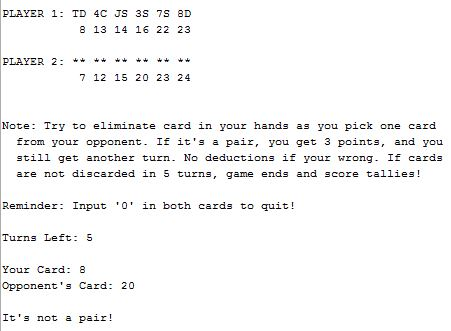 PLAYER 1: TD 4C JS 3S 7S 8D
8 13 14 16 22 23
PLAYER 2: ** ** ** ** ** **
7 12 15 20 23 24
Note: Try to eliminate card in your hands as you pick one card
from your opponent. If it's a pair, you get 3 points, and you
still get another turn. No deductions if your wrong. If cards
are not discarded in 5 turns, game ends and score tallies!
Reminder: Input '0' in both cards to quit!
Turns Left: 5
Your Card: 8
Opponent's Card: 20
It's not a pair!